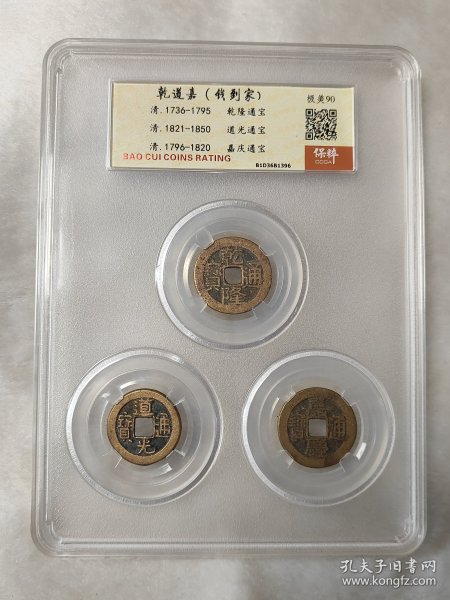 乾道嘉（钱到家）
极美90
清.1736-1795 乾隆通宝
清.1821-1850 道光通宝
清.1796-1820 嘉庆通宝
BAO CUI COINS RATING
B1D36B1396
保粹
CCGA
乾隆通寶
道光通寶
嘉慶通寶
孔夫子旧书网
www.kongfz.com